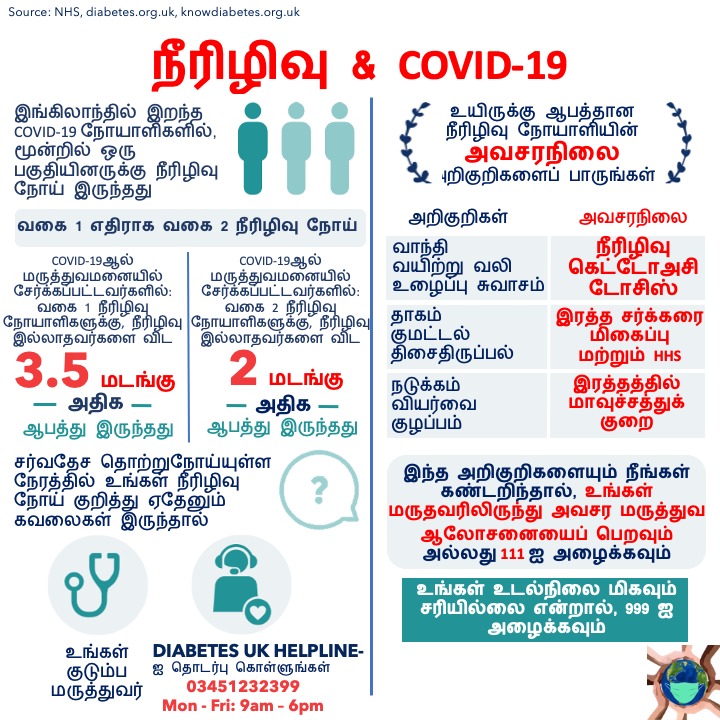 Source: NHS, diabetes.org.uk, knowdiabetes.org.uk
நீரிழிவு & COVID-19
இங்கிலாந்தில் இறந்த
COVID-19 நோயாளிகளில்,
மூன்றில் ஒரு
பகுதியினருக்கு நீரிழிவு
நோய் இருந்தது
வகை 1 எதிராக வகை 2 நீரிழிவு நோய்
COVID-19ஆல்
மருத்துவமனையில்
சேர்க்கப்பட்டவர்களில்:
வகை 1 நீரிழிவு
நோயாளிகளுக்கு, நீரிழிவு
இல்லாதவர்களை விட
3.5 மடங்கு
அதிக
ஆபத்து இருந்தது
COVID-19ஆல்
மருத்துவமனையில்
சேர்க்கப்பட்டவர்களில்:
வகை 2 நீரிழிவு
நோயாளிகளுக்கு, நீரிழிவு
இல்லாதவர்களை விட
2 மடங்கு
அதிக
ஆபத்து இருந்தது
சர்வதேச தொற்றுநோயுள்ள
நேரத்தில் உங்கள் நீரிழிவு
நோய் குறித்து ஏதேனும்
கவலைகள் இருந்தால்
?
உங்கள்
குடும்ப
மருத்துவர்
DIABETES UK HELPLINE-
ஐ தொடர்பு கொள்ளுங்கள்
03451232399
Mon - Fri: 9am – 6pm
உயிருக்கு ஆபத்தான
நீரிழிவு நோயாளியின்
அவசரநிலை
அறிகுறிகளைப் பாருங்கள்
அறிகுறிகள் அவசரநிலை
வாந்தி
வயிற்று வலி
உழைப்பு சுவாசம்
நீரிழிவு
கெட்டோஅசி
டோசிஸ்
தாகம்
குமட்டல்
திசைதிருப்பல்
இரத்த சர்க்கரை
மிகைப்பு
மற்றும் HHS
நடுக்கம்
வியர்வை
குழப்பம்
இரத்தத்தில்
மாவுச்சத்துக்
குறை
இந்த அறிகுறிகளையும் நீங்கள்
கண்டறிந்தால், உங்கள்
மருதவரிலிருந்து அவசர மருத்துவ
ஆலோசனையைப் பெறவும்
அல்லது 111 ஐ அழைக்கவும்
உங்கள் உடல்நிலை மிகவும்
சரியில்லை என்றால், 999 ஐ
அழைக்கவும்